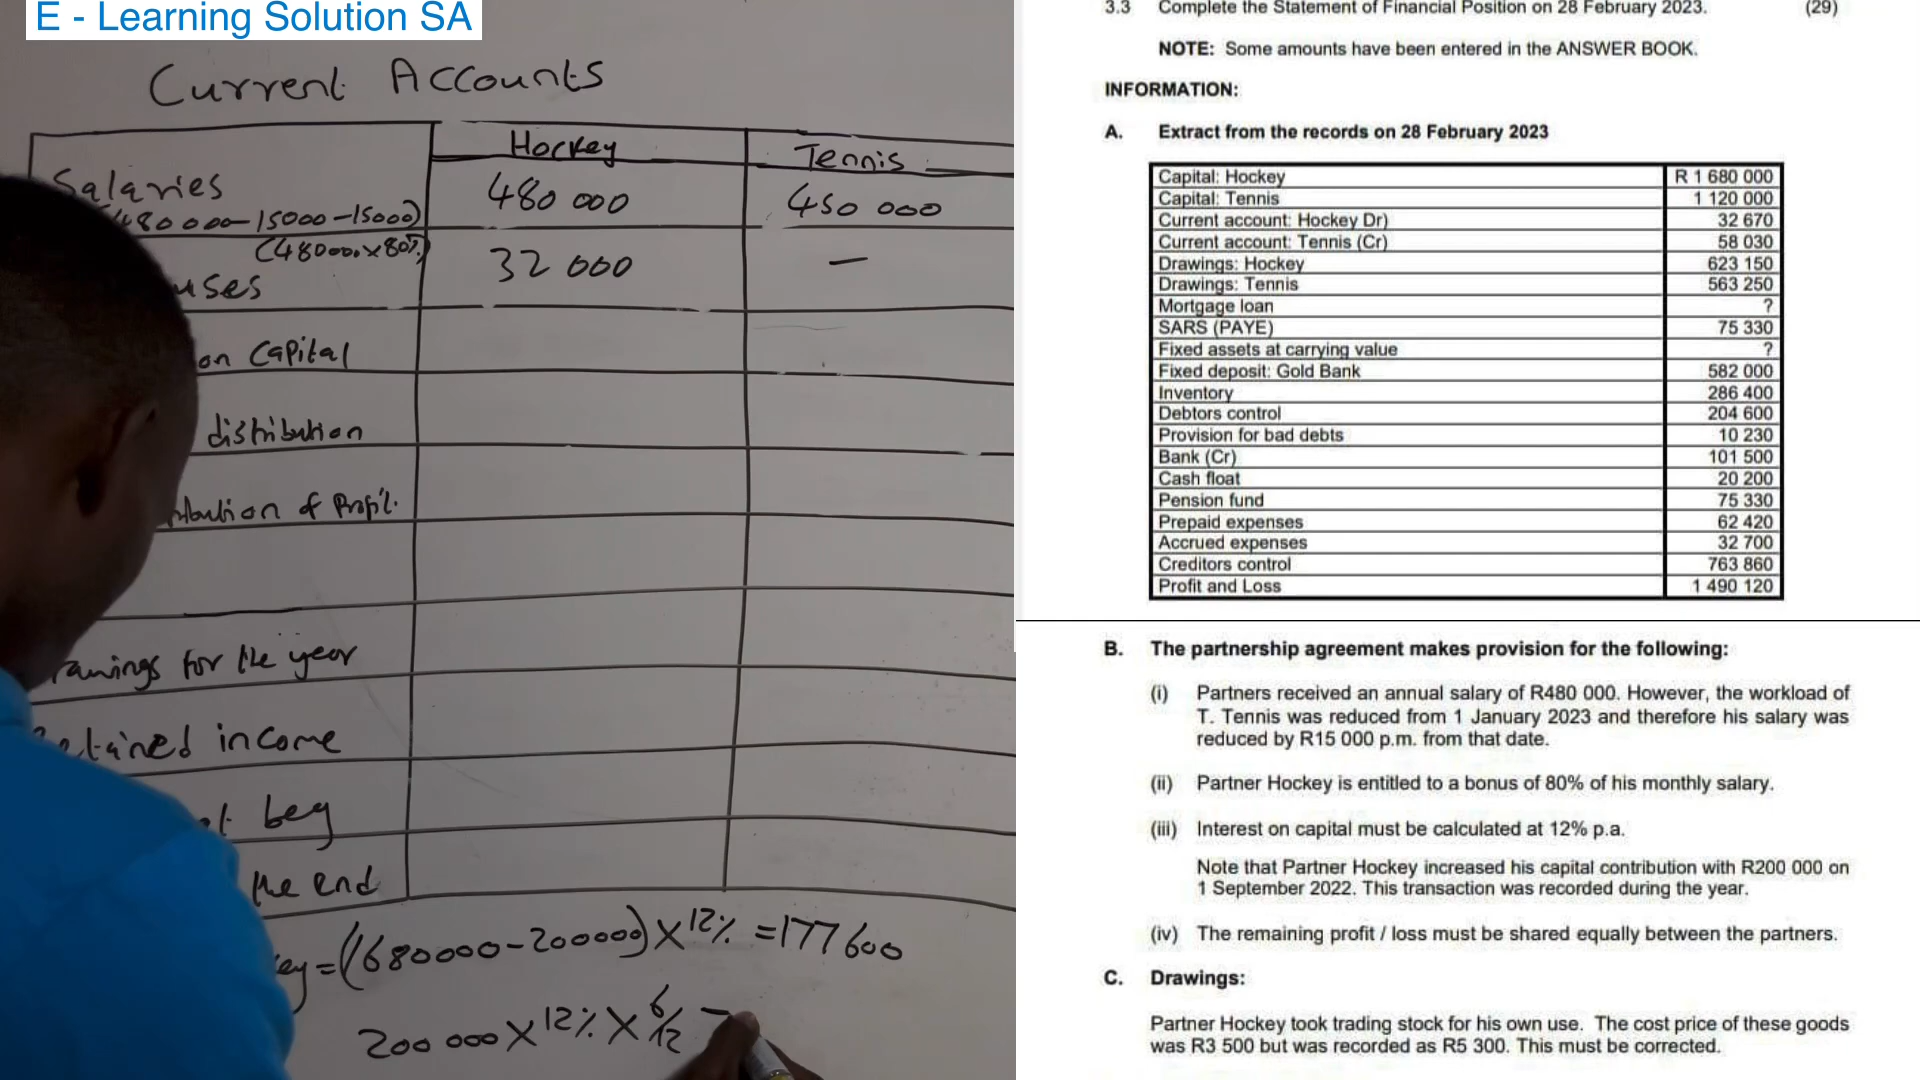 E - Learning Solution SA
Current Accounts
Hockey
Tennis
Salaries
480 000
450 000
480 000-15000-15000)
(48000.x80%)
32 000
—
uses
on Capital
distribution
bution of Profit.
rawings for the year
tained income
t beg
the end
ey=(1680000-200000)X12% =177600
200 000X12%X6/12
3.3 Complete the Statement of Financial Position on 28 February 2023. (29)
NOTE: Some amounts have been entered in the ANSWER BOOK.
INFORMATION:
A. Extract from the records on 28 February 2023
Capital: Hockey R 1 680 000
Capital: Tennis 1 120 000
Current account: Hockey Dr) 32 670
Current account: Tennis (Cr) 58 030
Drawings: Hockey 623 150
Drawings: Tennis 563 250
Mortgage loan ?
SARS (PAYE) 75 330
Fixed assets at carrying value ?
Fixed deposit: Gold Bank 582 000
Inventory 286 400
Debtors control 204 600
Provision for bad debts 10 230
Bank (Cr) 101 500
Cash float 20 200
Pension fund 75 330
Prepaid expenses 62 420
Accrued expenses 32 700
Creditors control 763 860
Profit and Loss 1 490 120
B. The partnership agreement makes provision for the following:
(i) Partners received an annual salary of R480 000. However, the workload of
T. Tennis was reduced from 1 January 2023 and therefore his salary was
reduced by R15 000 p.m. from that date.
(ii) Partner Hockey is entitled to a bonus of 80% of his monthly salary.
(iii) Interest on capital must be calculated at 12% p.a.
Note that Partner Hockey increased his capital contribution with R200 000 on
1 September 2022. This transaction was recorded during the year.
(iv) The remaining profit / loss must be shared equally between the partners.
C. Drawings:
Partner Hockey took trading stock for his own use. The cost price of these goods
was R3 500 but was recorded as R5 300. This must be corrected.